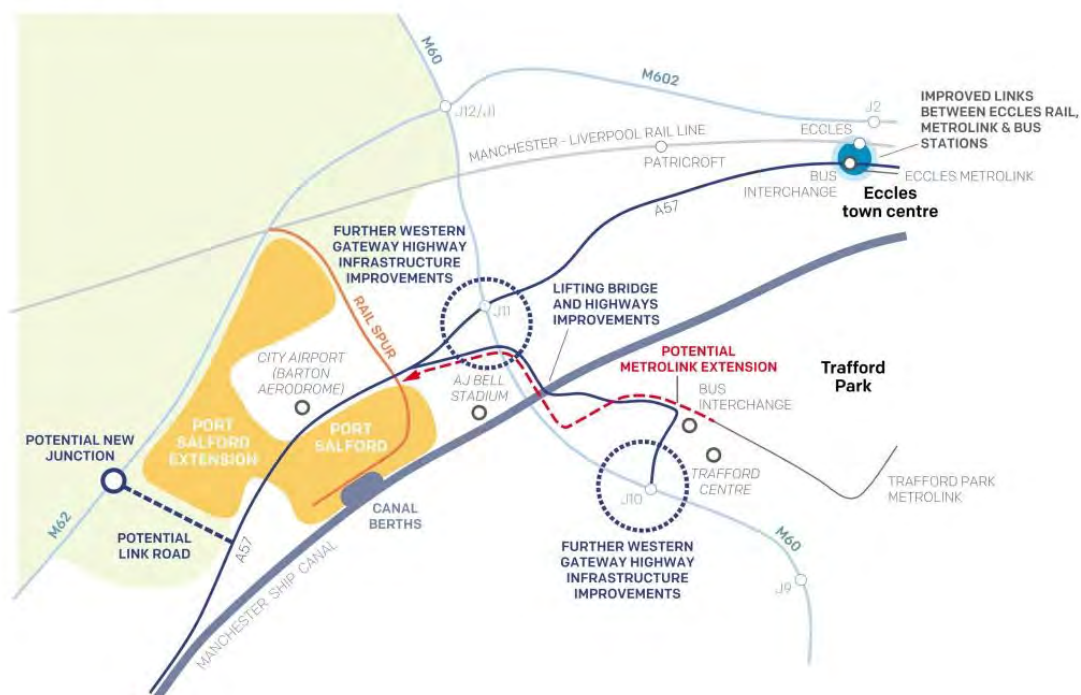 M60
M602
J12/J1
J2
IMPROVED LINKS
BETWEEN ECCLES RAIL,
METROLINK & BUS
STATIONS
MANCHESTER - LIVERPOOL RAIL LINE
ECCLES
PATRICROFT
BUS
INTERCHANGE
ECCLES METROLINK
Eccles
town centre
A57
FURTHER WESTERN
GATEWAY HIGHWAY
INFRASTRUCTURE
IMPROVEMENTS
J11
LIFTING BRIDGE
AND HIGHWAYS
IMPROVEMENTS
RAIL SPUR
CITY AIRPORT
(BARTON
AERODROME)
AJ BELL
STADIUM
POTENTIAL
METROLINK EXTENSION
Trafford
Park
BUS
INTERCHANGE
PORT
SALFORD
EXTENSION
PORT
SALFORD
POTENTIAL NEW
JUNCTION
TRAFFORD
CENTRE
TRAFFORD PARK
METROLINK
J10
CANAL
BERTHS
M62
POTENTIAL
LINK ROAD
A57
MANCHESTER SHIP CANAL
FURTHER WESTERN
GATEWAY HIGHWAY
INFRASTRUCTURE
IMPROVEMENTS
M60
J9